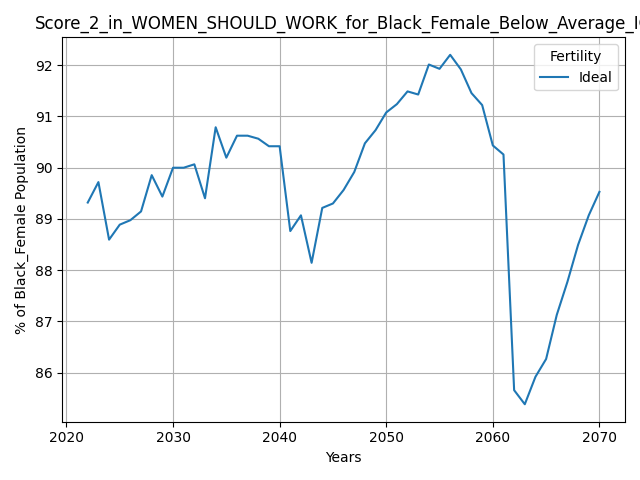 Score_2_in_WOMEN_SHOULD_WORK_for_Black_Female_Below_Average_I
Fertility
Ideal
92
91
90
89
88
87
86
% of Black_Female Population
2020 2030 2040 2050 2060 2070
Years